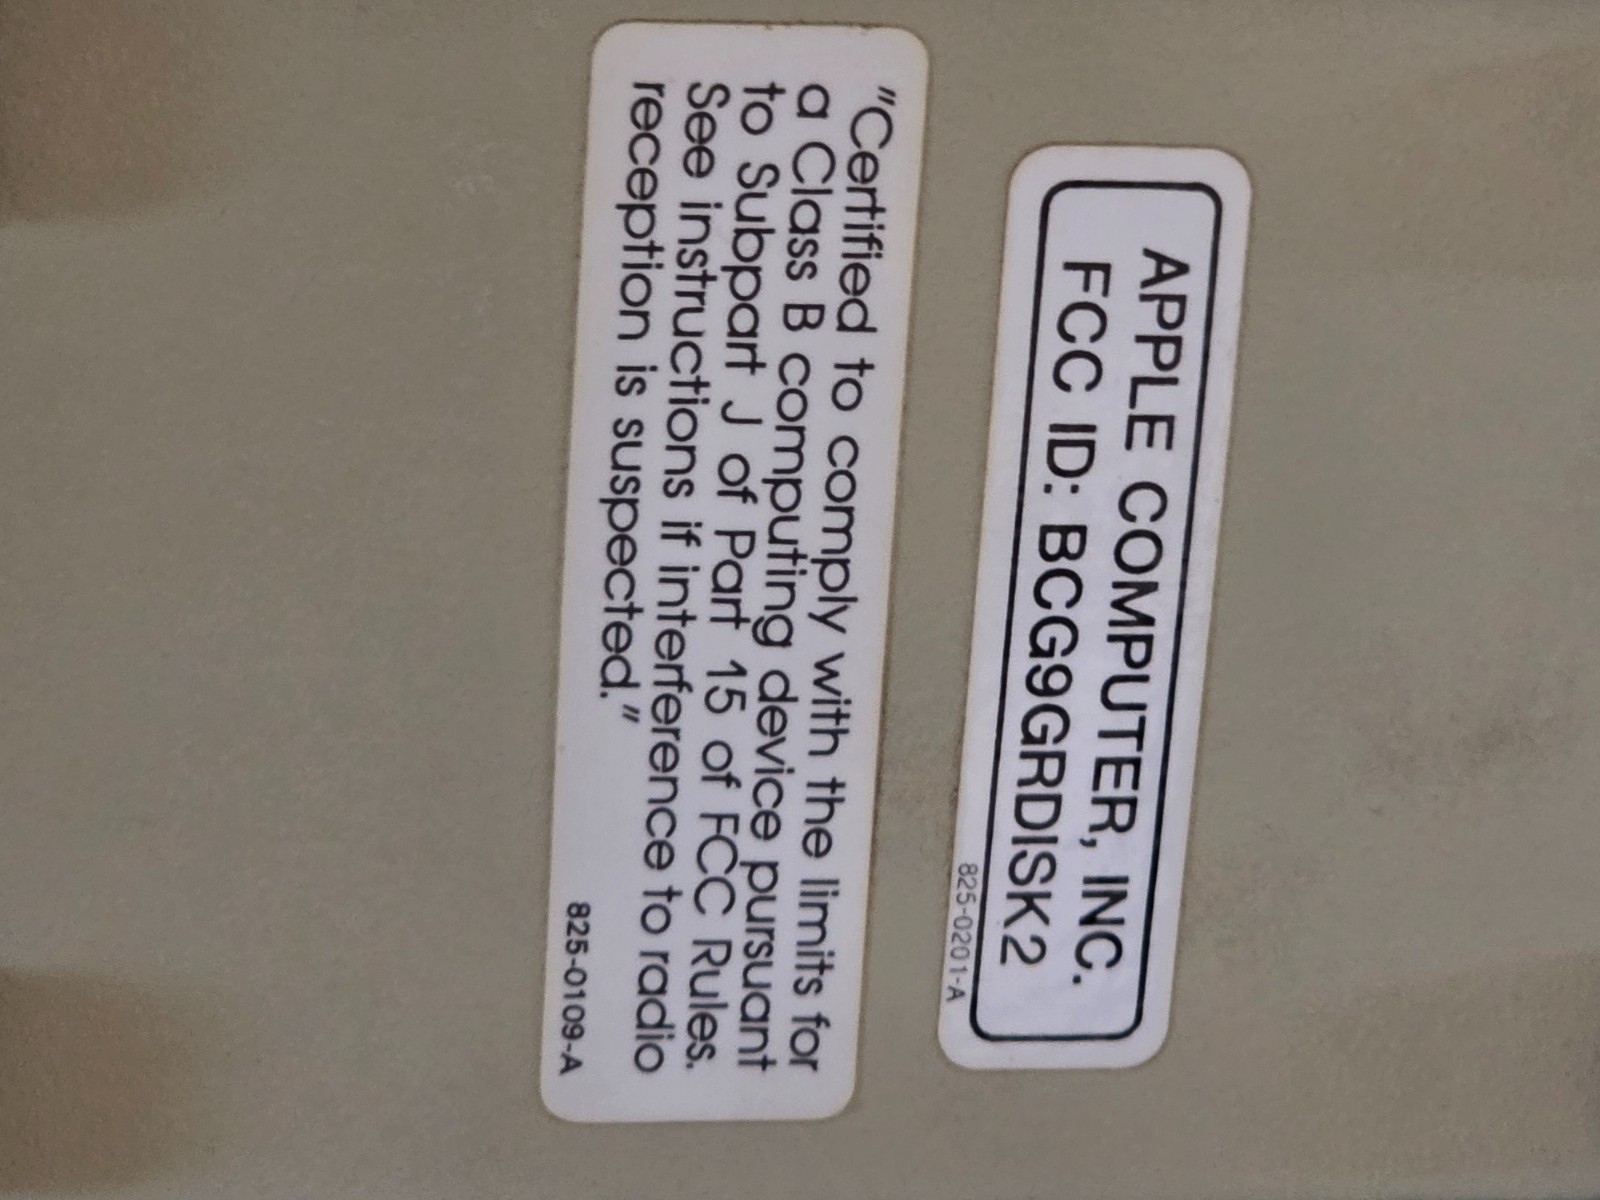 APPLE COMPUTER, INC.
FCC ID: BCG9GRDISK2
825-0201-A
"Certified to comply with the limits for
a Class B computing device pursuant
to Subpart J of Part 15 of FCC Rules.
See instructions if interference to radio
reception is suspected."
825-0109-A